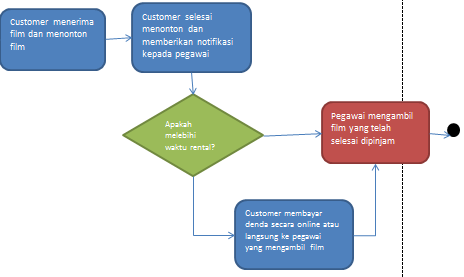 Customer menerima
film dan menonton
film
Customer selesai
menonton dan
memberikan notifikasi
kepada pegawai
Apakah
melebihi
waktu rental?
Pegawai mengambil
film yang telah
selesai dipinjam
Customer membayar
denda secara online atau
langsung ke pegawai
yang mengambil film